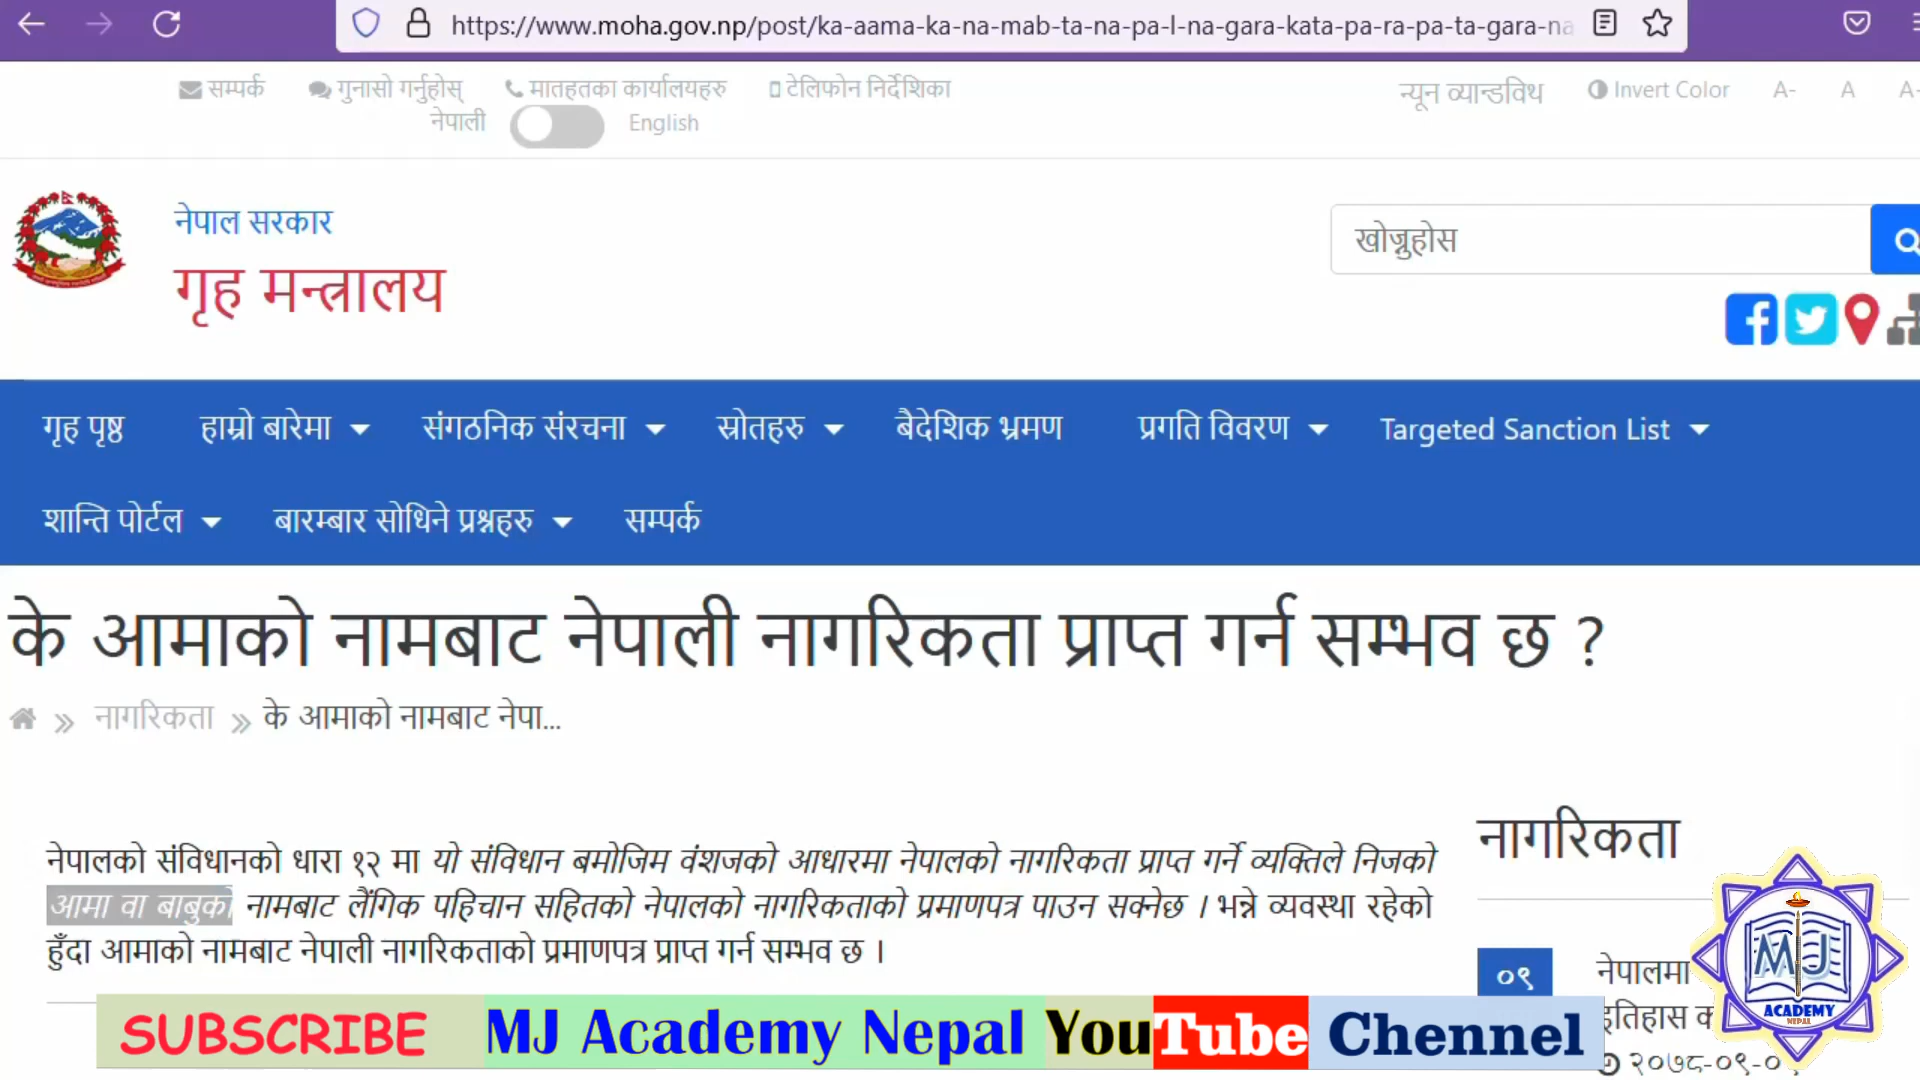 https://www.moha.gov.np/post/ka-aama-ka-na-mab-ta-na-pa-l-na-gara-kata-pa-ra-pa-ta-gara-na
सम्पर्क गुनासो गर्नुहोस् मातहतका कार्यालयहरु टेलिफोन निर्देशिका न्यून व्यान्डविथ Invert Color A- A
नेपाली English
नेपाल सरकार
गृह मन्त्रालय
खोज्नुहोस
गृह पृष्ठ हाम्रो बारेमा संगठनिक संरचना स्रोतहरु बैदेशिक भ्रमण प्रगति विवरण Targeted Sanction List
शान्ति पोर्टल बारम्बार सोधिने प्रश्नहरु सम्पर्क
के आमाको नामबाट नेपाली नागरिकता प्राप्त गर्न सम्भव छ ?
» नागरिकता » के आमाको नामबाट नेपा...
नेपालको संविधानको धारा १२ मा यो संविधान बमोजिम वंशजको आधारमा नेपालको नागरिकता प्राप्त गर्ने व्यक्तिले निजको
आमा वा बाबुको नामबाट लैंगिक पहिचान सहितको नेपालको नागरिकताको प्रमाणपत्र पाउन सक्नेछ । भन्ने व्यवस्था रहेको
हुँदा आमाको नामबाट नेपाली नागरिकताको प्रमाणपत्र प्राप्त गर्न सम्भव छ ।
नागरिकता
०९ नेपालमा
इतिहास
२०७८-०९-०
MJ
ACADEMY
NEPAL
SUBSCRIBE MJ Academy Nepal YouTube Chennel